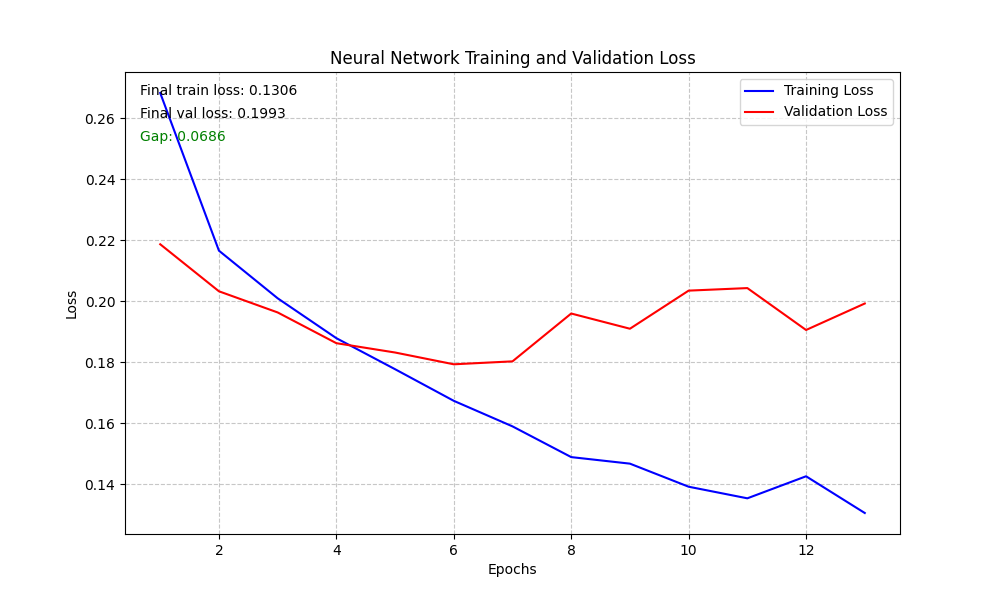 Neural Network Training and Validation Loss
Final train loss: 0.1306
Final val loss: 0.1993
Gap: 0.0686
Training Loss
Validation Loss
Loss
0.26
0.24
0.22
0.20
0.18
0.16
0.14
2 4 6 8 10 12
Epochs